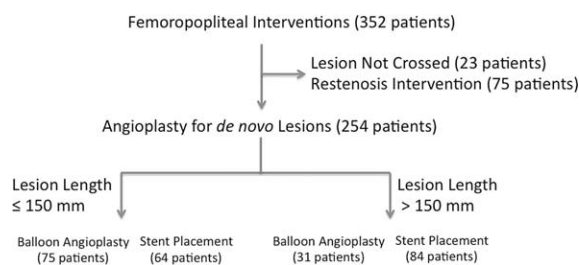 Femoropopliteal Interventions (352 patients)
Lesion Not Crossed (23 patients)
Restenosis Intervention (75 patients)
Angioplasty for de novo Lesions (254 patients)
Lesion Length
≤ 150 mm
Lesion Length
> 150 mm
Balloon Angioplasty
(75 patients)
Stent Placement
(64 patients)
Balloon Angioplasty
(31 patients)
Stent Placement
(84 patients)